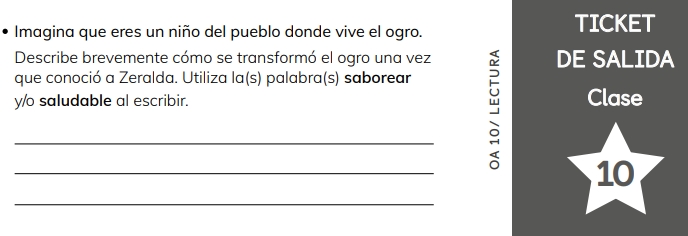 • Imagina que eres un niño del pueblo donde vive el ogro.
Describe brevemente cómo se transformó el ogro una vez
que conoció a Zeralda. Utiliza la(s) palabra(s) saborear
y/o saludable al escribir.
OA 10/ LECTURA
TICKET
DE SALIDA
Clase
10